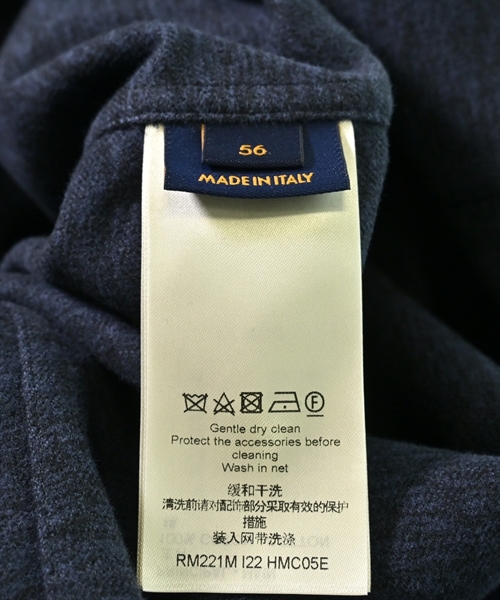 56
MADE IN ITALY
F
Gentle dry clean
Protect the accessories before
cleaning
Wash in net
缓和干洗
清洗前请对配饰部分采取有效的保护
措施
装入网带洗涤
RM221M I22 HMC05E